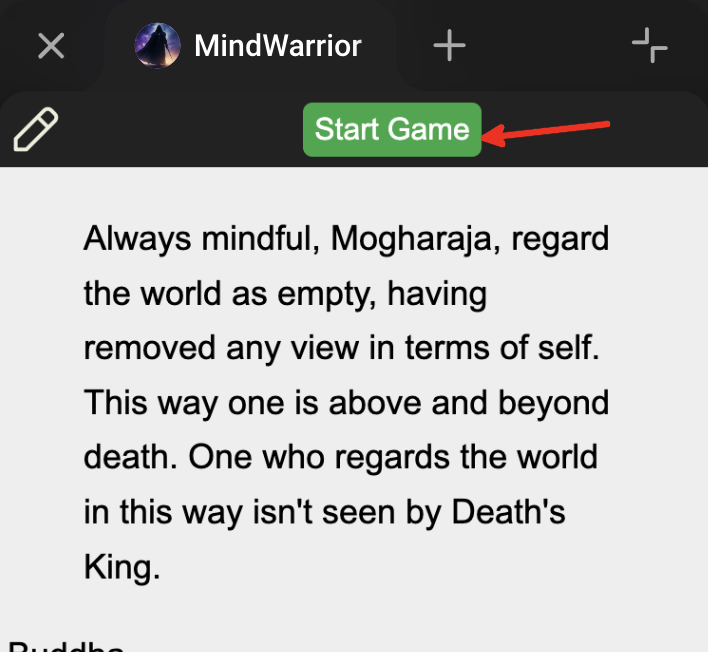 MindWarrior
Start Game
Always mindful, Mogharaja, regard
the world as empty, having
removed any view in terms of self.
This way one is above and beyond
death. One who regards the world
in this way isn't seen by Death's
King.
Buddha